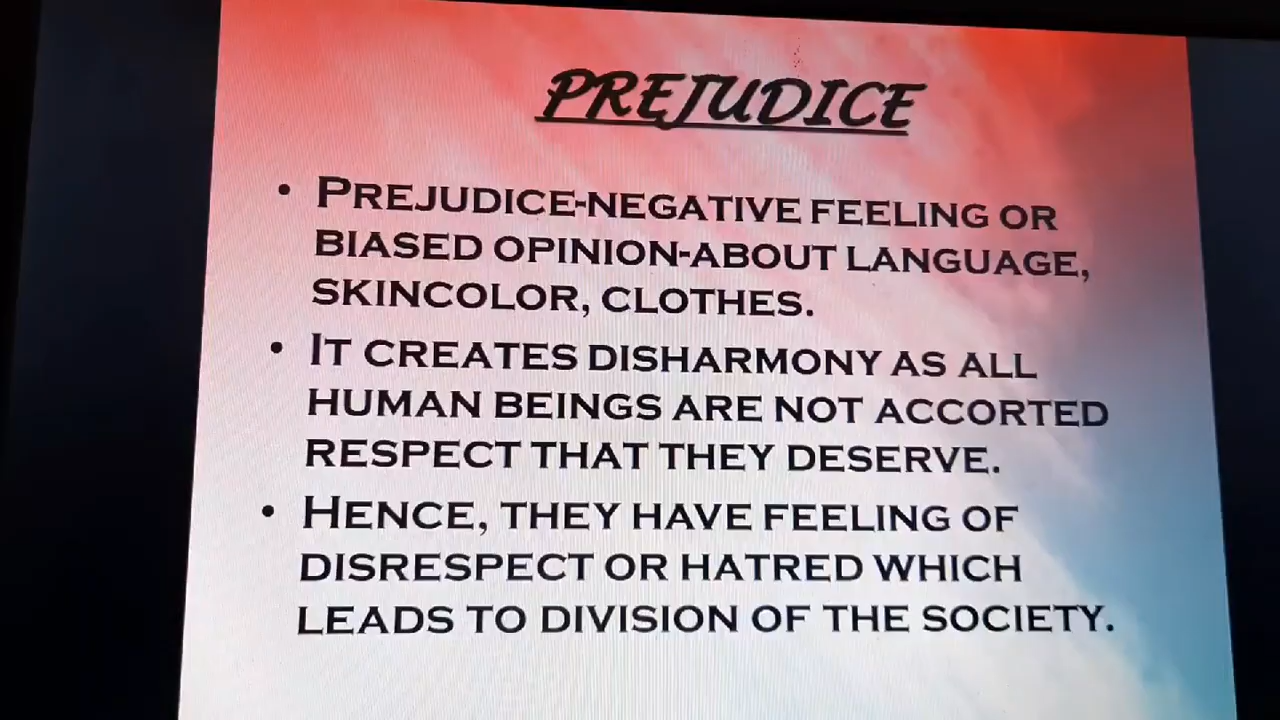 PREJUDICE
• PREJUDICE-NEGATIVE FEELING OR
BIASED OPINION-ABOUT LANGUAGE,
SKINCOLOR, CLOTHES.
• IT CREATES DISHARMONY AS ALL
HUMAN BEINGS ARE NOT ACCORTED
RESPECT THAT THEY DESERVE.
• HENCE, THEY HAVE FEELING OF
DISRESPECT OR HATRED WHICH
LEADS TO DIVISION OF THE SOCIETY.